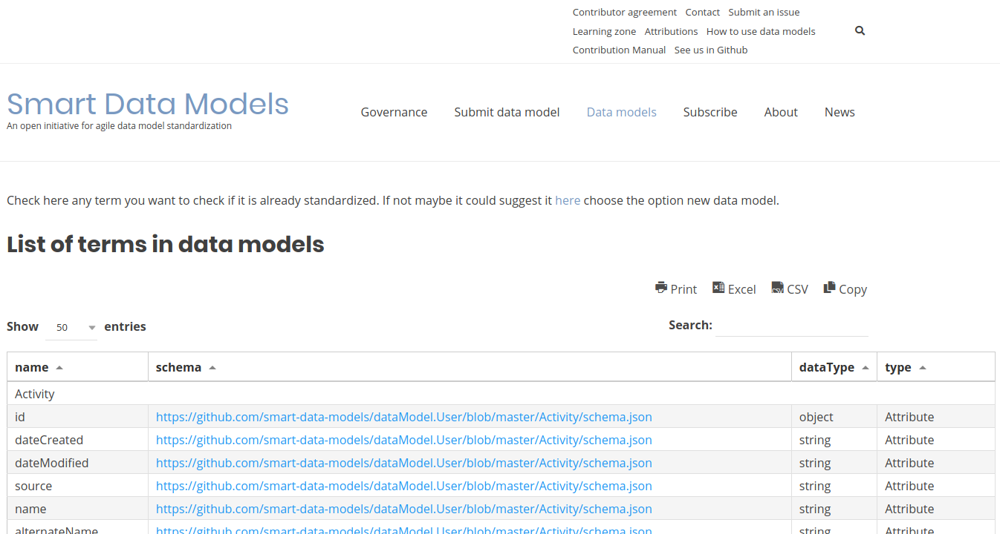 Contributor agreement Contact Submit an issue
Learning zone Attributions How to use data models
Contribution Manual See us in Github
Smart Data Models
An open initiative for agile data model standardization
Governance Submit data model Data models Subscribe About News
Check here any term you want to check if it is already standardized. If not maybe it could suggest it here choose the option new data model.
List of terms in data models
Print Excel CSV Copy
Show 50 entries Search:
name schema dataType type
Activity
id https://github.com/smart-data-models/dataModel.User/blob/master/Activity/schema.json object Attribute
dateCreated https://github.com/smart-data-models/dataModel.User/blob/master/Activity/schema.json string Attribute
dateModified https://github.com/smart-data-models/dataModel.User/blob/master/Activity/schema.json string Attribute
source https://github.com/smart-data-models/dataModel.User/blob/master/Activity/schema.json string Attribute
name https://github.com/smart-data-models/dataModel.User/blob/master/Activity/schema.json string Attribute
alternateName https://github.com/smart-data-models/dataModel.User/blob/master/Activity/schema.json string Attribute